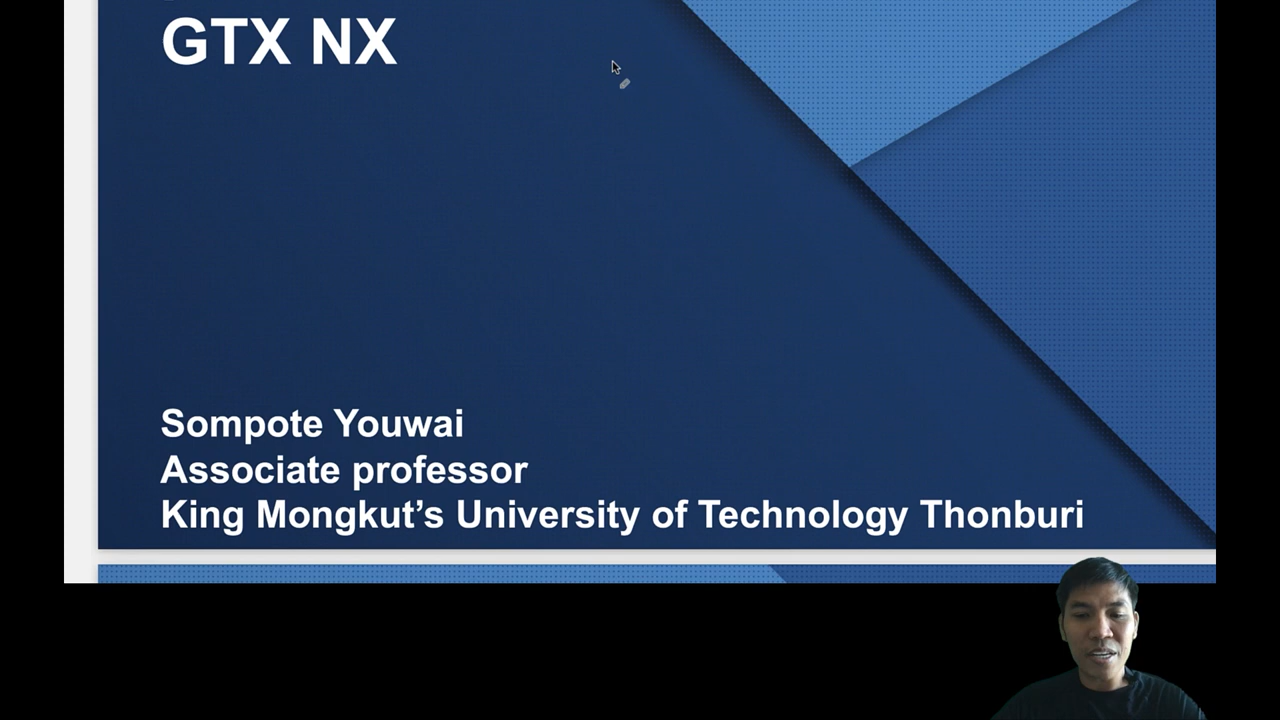 GTX NX
Sompote Youwai
Associate professor
King Mongkut’s University of Technology Thonburi